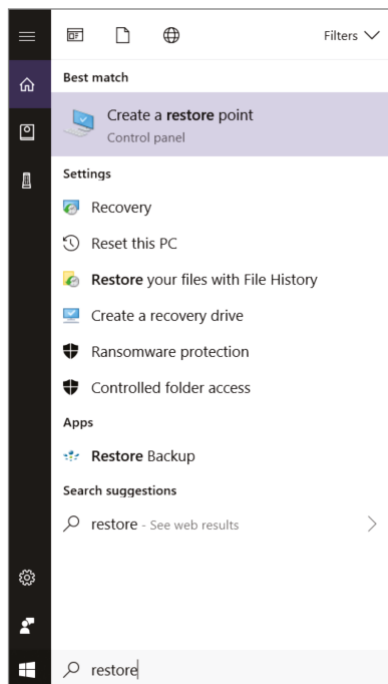 Filters
Best match
Create a restore point
Control panel
Settings
Recovery
Reset this PC
Restore your files with File History
Create a recovery drive
Ransomware protection
Controlled folder access
Apps
Restore Backup
Search suggestions
restore - See web results
restore